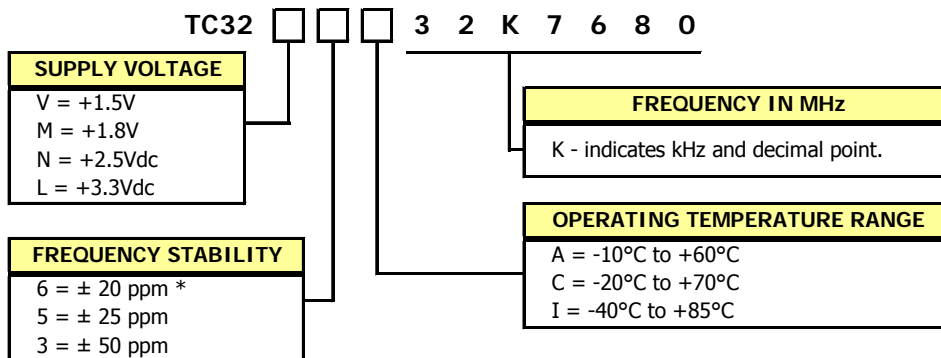 TC32 3 2 K 7 6 8 0
SUPPLY VOLTAGE
V = +1.5V
M = +1.8V
N = +2.5Vdc
L = +3.3Vdc
FREQUENCY IN MHz
K - indicates kHz and decimal point.
OPERATING TEMPERATURE RANGE
A = -10°C to +60°C
C = -20°C to +70°C
I = -40°C to +85°C
FREQUENCY STABILITY
6 = ± 20 ppm *
5 = ± 25 ppm
3 = ± 50 ppm